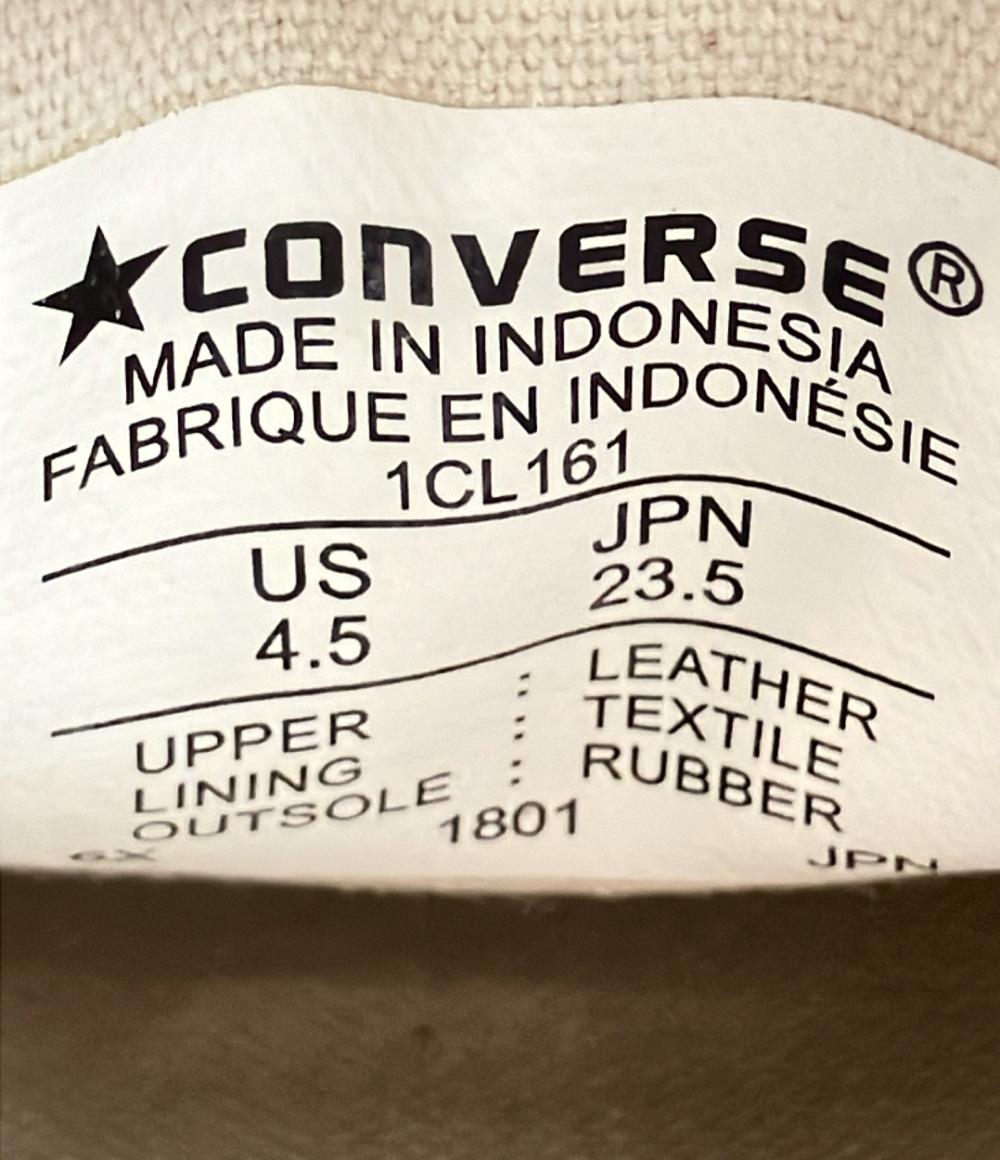 ★CONVERSE®
MADE IN INDONESIA
FABRIQUE EN INDONÉSIE
1CL161
US JPN
4.5 23.5
UPPER : LEATHER
LINING : TEXTILE
OUTSOLE : RUBBER
1801
JPN